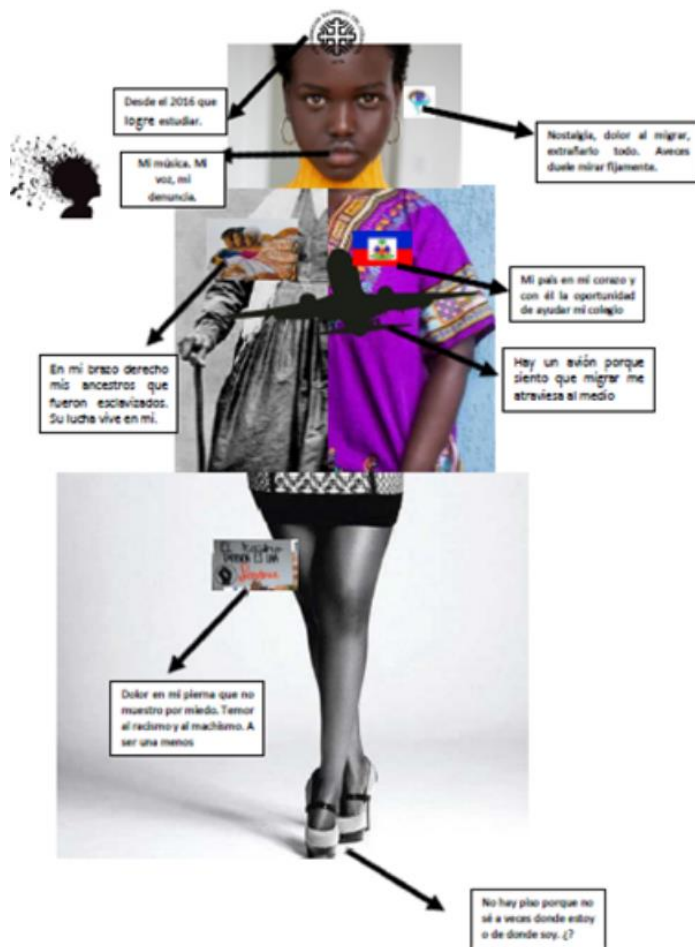 Desde el 2016 que
logre estudiar.
Nostalgia, dolor al migrar,
extrañarlo todo. Aveces
duele mirar fijamente.
Mi música. Mi
voz, mi
denuncia.
Mi país en mi corazo y
con él la oportunidad
de ayudar mi colegio
En mi brazo derecho
mis ancestros que
fueron esclavizados.
Su lucha vive en mi.
Hay un avión porque
siento que migrar me
atraviesa al medio
Dolor en mi pierna que no
muestro por miedo. Temor
al racismo y al machismo. A
ser una menos
No hay piso porque no
sé a veces donde estoy
o de donde soy. ¿?